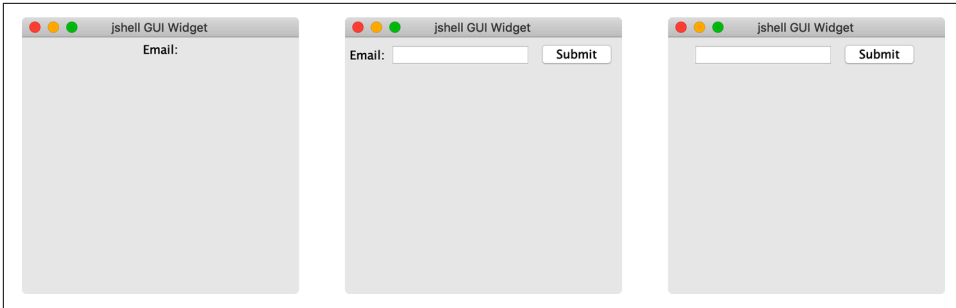 jshell GUI Widget
Email:
jshell GUI Widget
Email: Submit
jshell GUI Widget
Submit